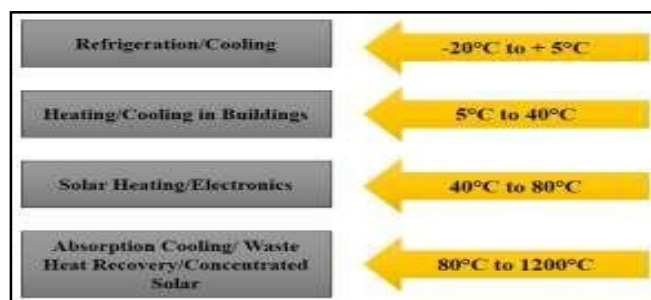 Refrigeration/Cooling
-20°C to + 5°C
Heating/Cooling in Buildings
5°C to 40°C
Solar Heating/Electronics
40°C to 80°C
Absorption Cooling/ Waste
Heat Recovery/Concentrated
Solar
80°C to 1200°C